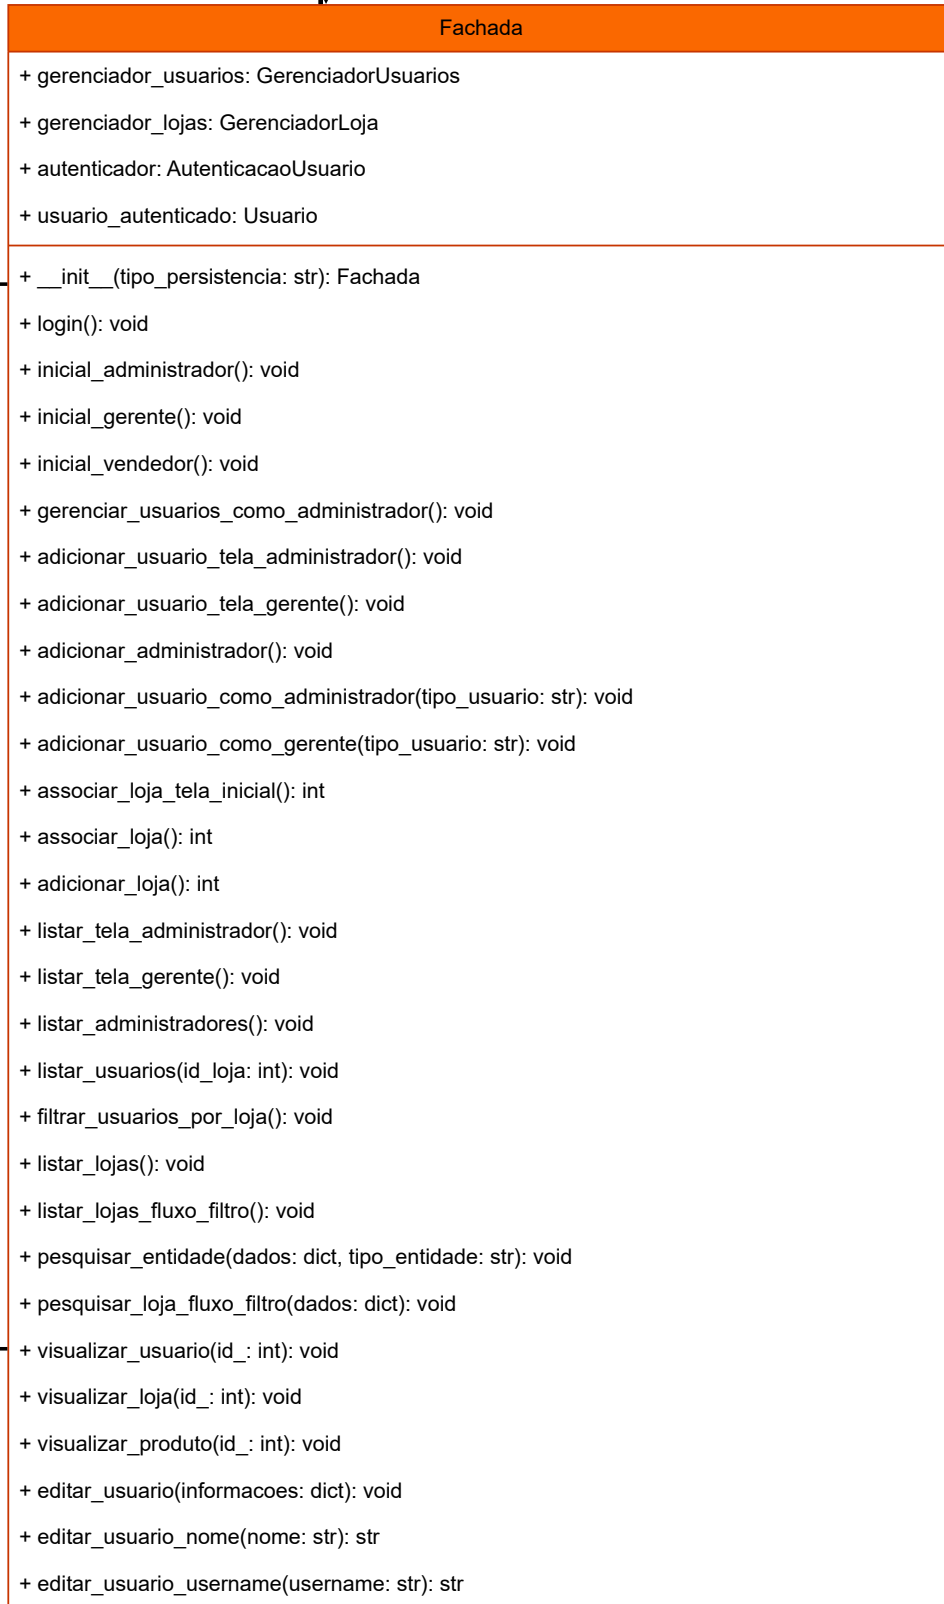 Fachada
+ gerenciador_usuarios: GerenciadorUsuarios
+ gerenciador_lojas: GerenciadorLoja
+ autenticador: AutenticacaoUsuario
+ usuario_autenticado: Usuario
+ __init__(tipo_persistencia: str): Fachada
+ login(): void
+ inicial_administrador(): void
+ inicial_gerente(): void
+ inicial_vendedor(): void
+ gerenciar_usuarios_como_administrador(): void
+ adicionar_usuario_tela_administrador(): void
+ adicionar_usuario_tela_gerente(): void
+ adicionar_administrador(): void
+ adicionar_usuario_como_administrador(tipo_usuario: str): void
+ adicionar_usuario_como_gerente(tipo_usuario: str): void
+ associar_loja_tela_inicial(): int
+ associar_loja(): int
+ adicionar_loja(): int
+ listar_tela_administrador(): void
+ listar_tela_gerente(): void
+ listar_administradores(): void
+ listar_usuarios(id_loja: int): void
+ filtrar_usuarios_por_loja(): void
+ listar_lojas(): void
+ listar_lojas_fluxo_filtro(): void
+ pesquisar_entidade(dados: dict, tipo_entidade: str): void
+ pesquisar_loja_fluxo_filtro(dados: dict): void
+ visualizar_usuario(id_: int): void
+ visualizar_loja(id_: int): void
+ visualizar_produto(id_: int): void
+ editar_usuario(informacoes: dict): void
+ editar_usuario_nome(nome: str): str
+ editar_usuario_username(username: str): str